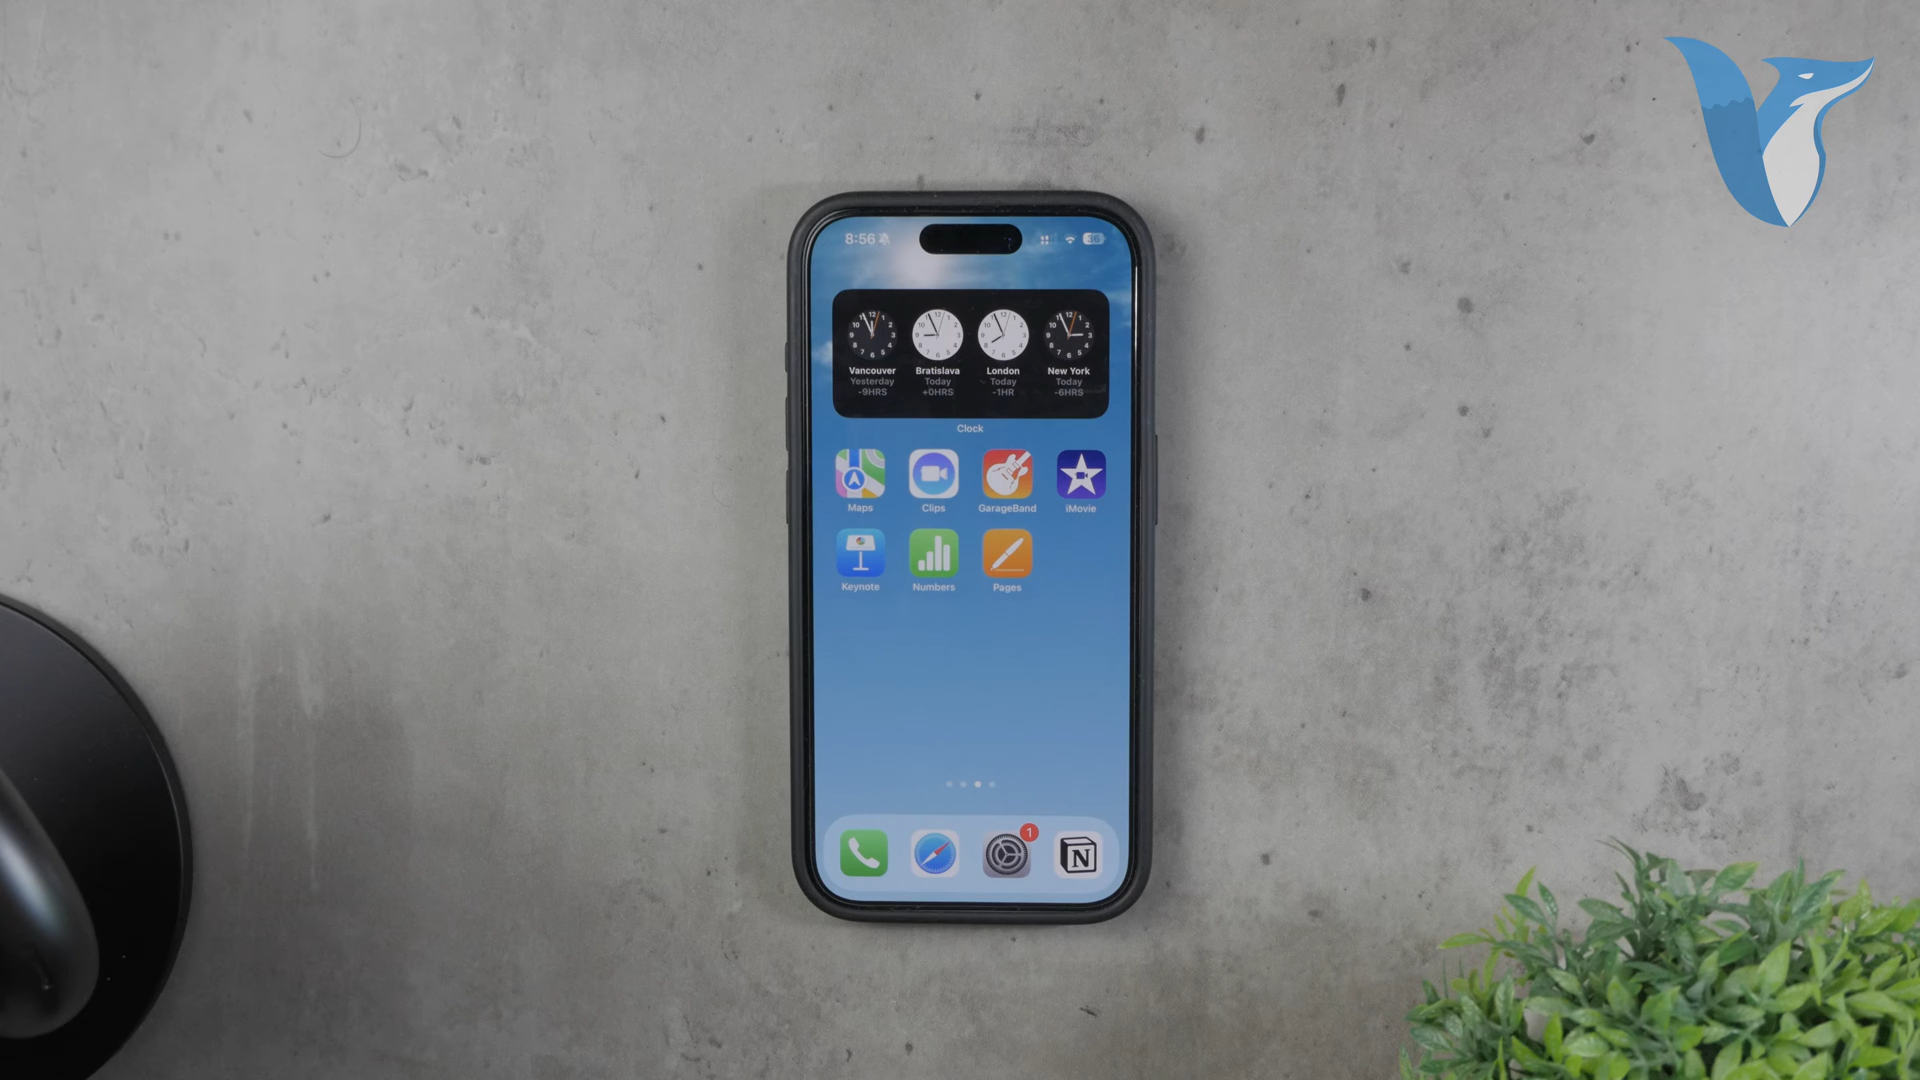 8:56
36
Vancouver Bratislava London New York
Yesterday Today Today Today
-9HRS +0HRS -1HR -6HRS
Clock
Maps Clips GarageBand iMovie
Keynote Numbers Pages
1
N